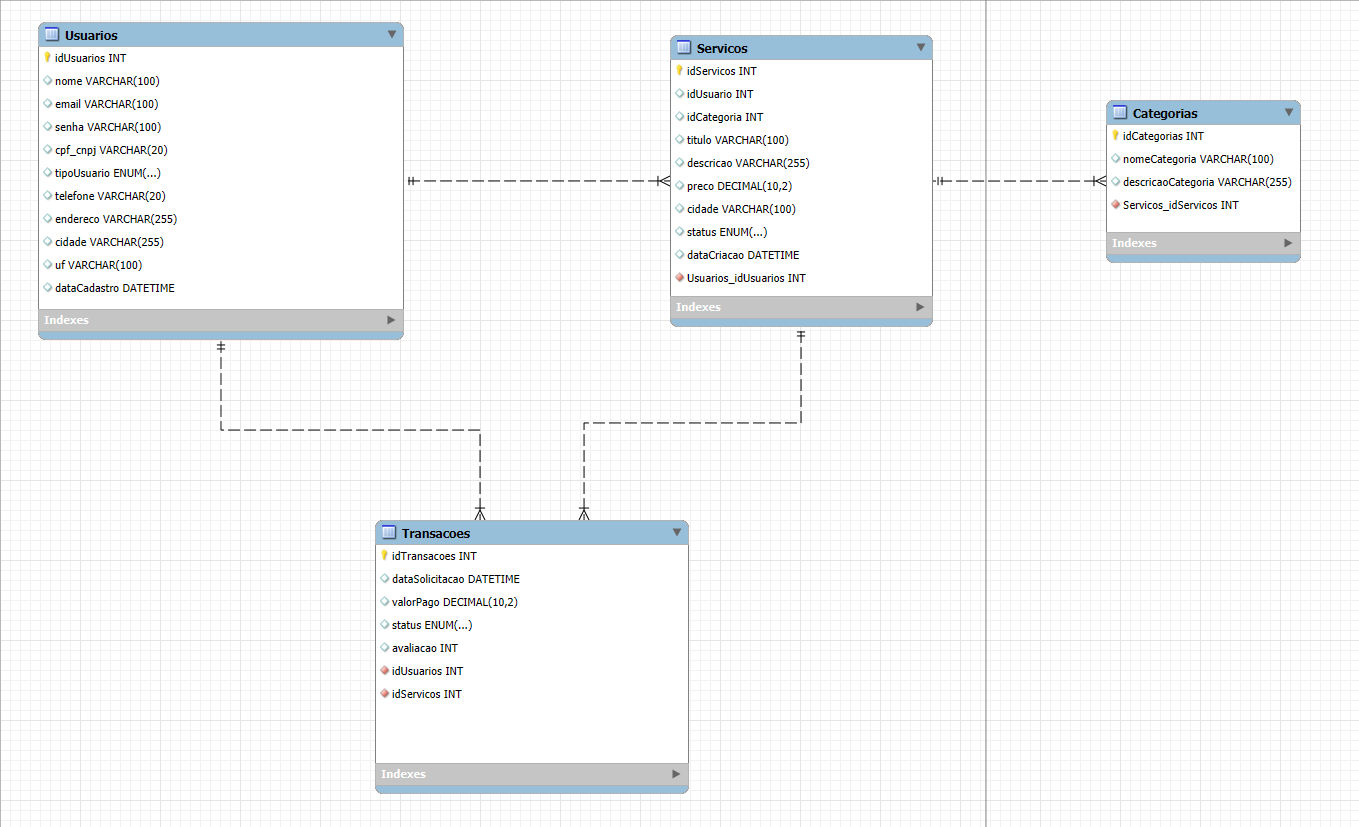 Usuarios
idUsuarios INT
nome VARCHAR(100)
email VARCHAR(100)
senha VARCHAR(100)
cpf_cnpj VARCHAR(20)
tipoUsuario ENUM(...)
telefone VARCHAR(20)
endereco VARCHAR(255)
cidade VARCHAR(255)
uf VARCHAR(100)
dataCadastro DATETIME
Indexes
Servicos
idServicos INT
idUsuario INT
idCategoria INT
titulo VARCHAR(100)
descricao VARCHAR(255)
preco DECIMAL(10,2)
cidade VARCHAR(100)
status ENUM(...)
dataCriacao DATETIME
Usuarios_idUsuarios INT
Indexes
Categorias
idCategorias INT
nomeCategoria VARCHAR(100)
descricaoCategoria VARCHAR(255)
Servicos_idServicos INT
Indexes
Transacoes
idTransacoes INT
dataSolicitacao DATETIME
valorPago DECIMAL(10,2)
status ENUM(...)
avaliacao INT
idUsuarios INT
idServicos INT
Indexes